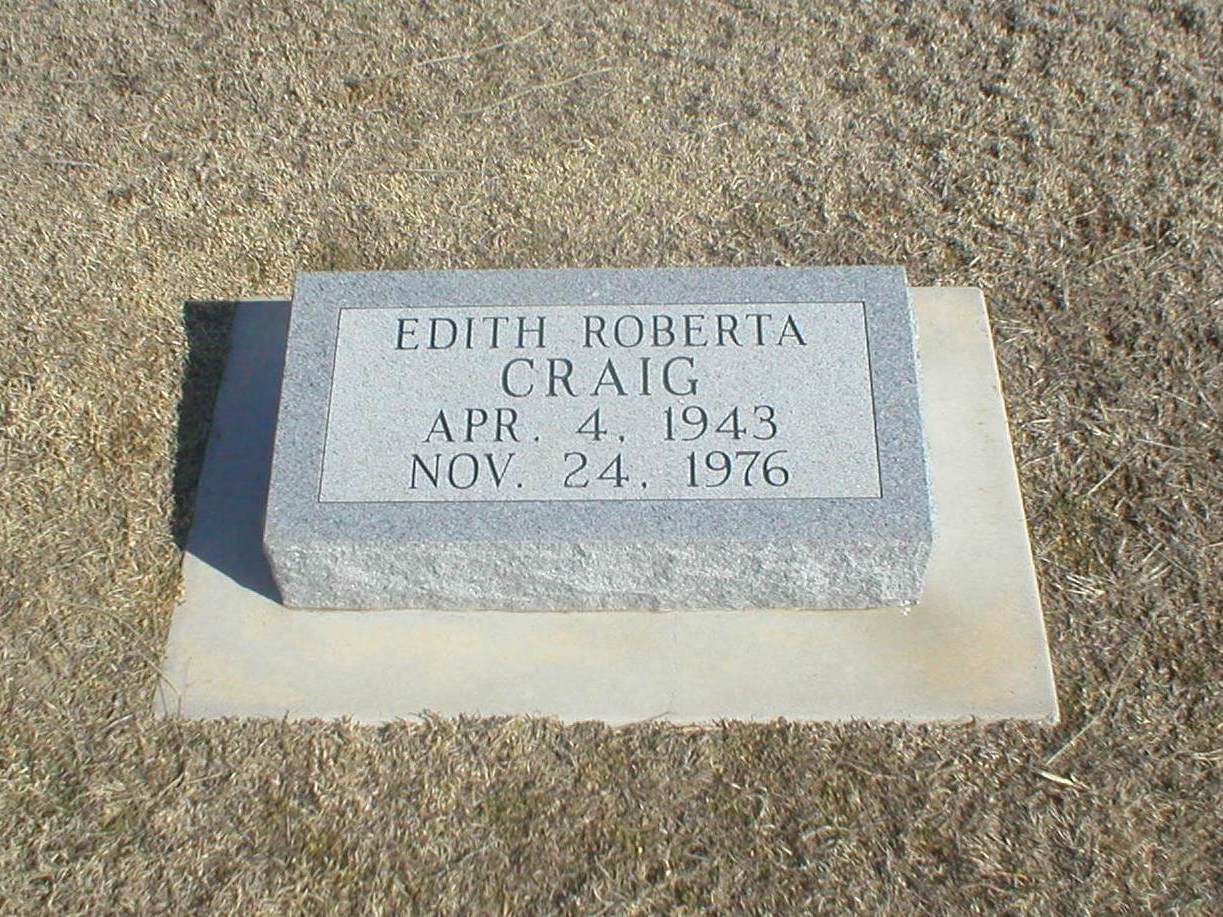 EDITH ROBERTA
CRAIG
APR. 4, 1943
NOV. 24, 1976